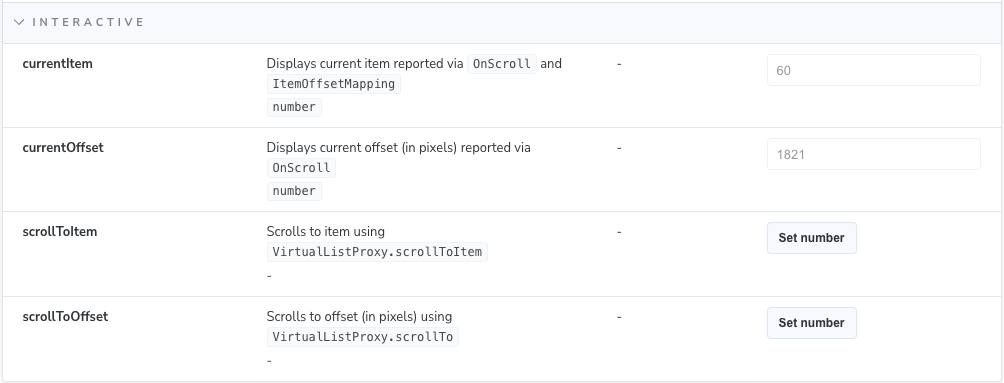 INTERACTIVE
currentItem
Displays current item reported via OnScroll and
ItemOffsetMapping
number
-
60
currentOffset
Displays current offset (in pixels) reported via
OnScroll
number
-
1821
scrollToItem
Scrolls to item using
VirtualListProxy.scrollToItem
-
-
Set number
scrollToOffset
Scrolls to offset (in pixels) using
VirtualListProxy.scrollTo
-
-
Set number